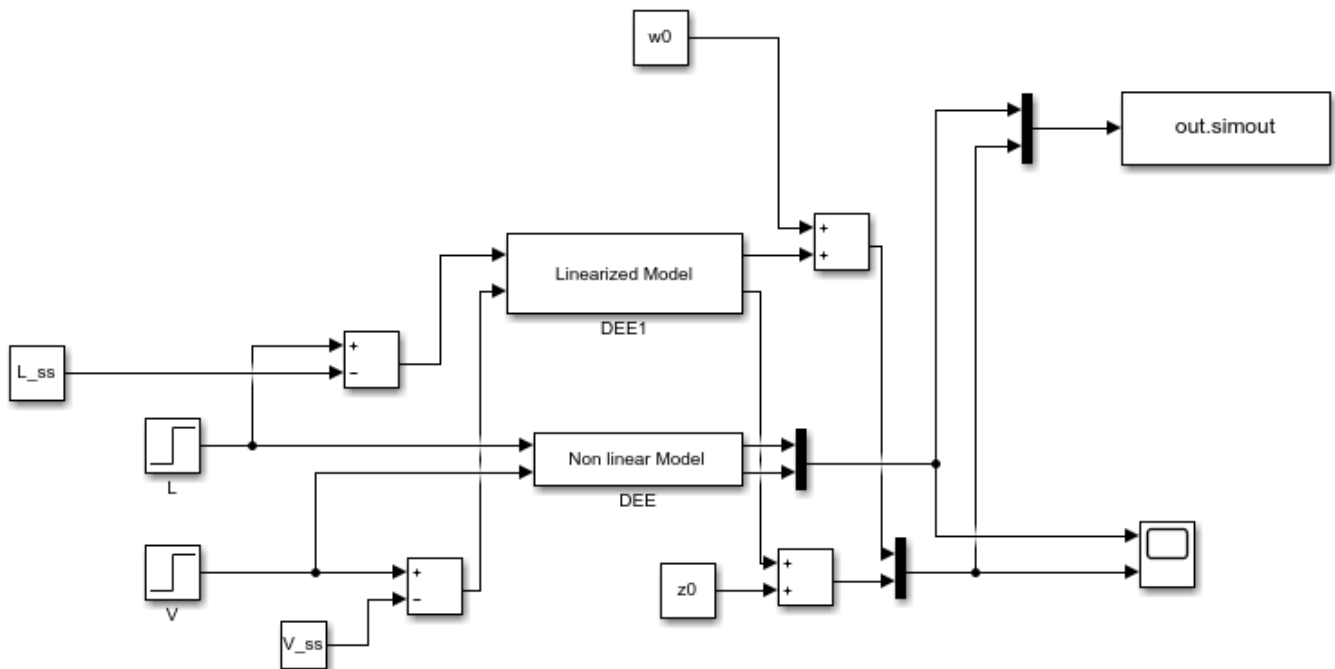 w0
out.simout
+
+
Linearized Model
DEE1
+
−
L_ss
L
Non linear Model
DEE
V
+
−
V_ss
z0
+
+